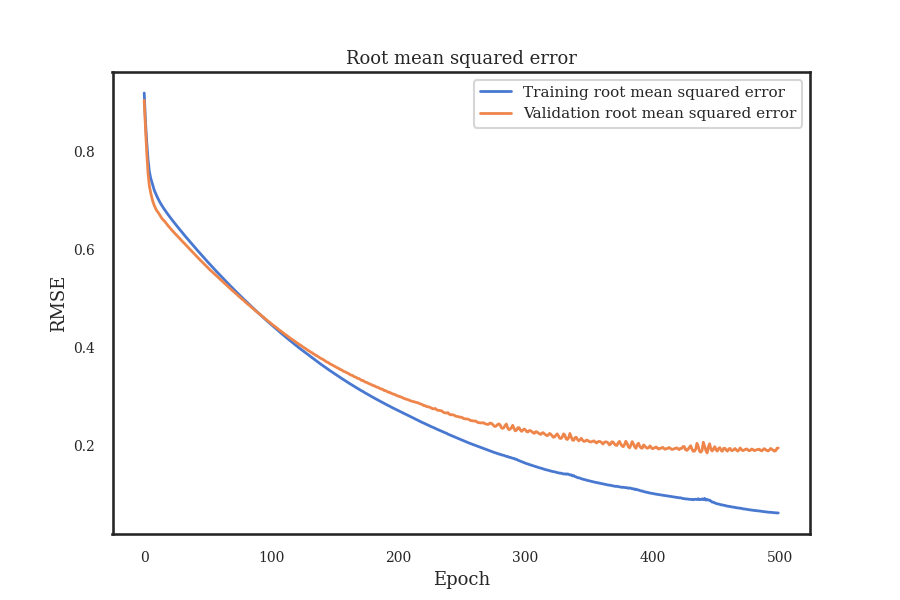 Root mean squared error
Training root mean squared error
Validation root mean squared error
RMSE
0.8
0.6
0.4
0.2
0
100
200
300
400
500
Epoch